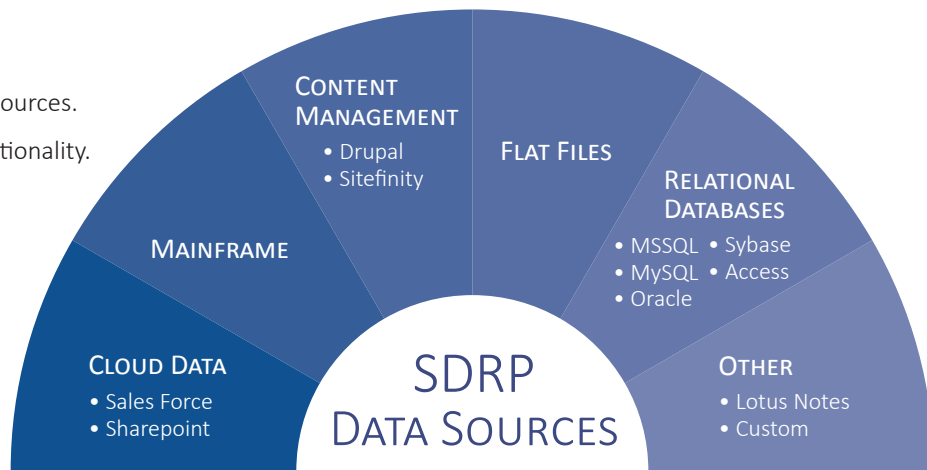 ources.
tionality.
CLOUD DATA
• Sales Force
• Sharepoint
MAINFRAME
CONTENT
MANAGEMENT
• Drupal
• Sitefinity
FLAT FILES
RELATIONAL
DATABASES
• MSSQL • Sybase
• MySQL • Access
• Oracle
OTHER
• Lotus Notes
• Custom
SDRP
DATA SOURCES